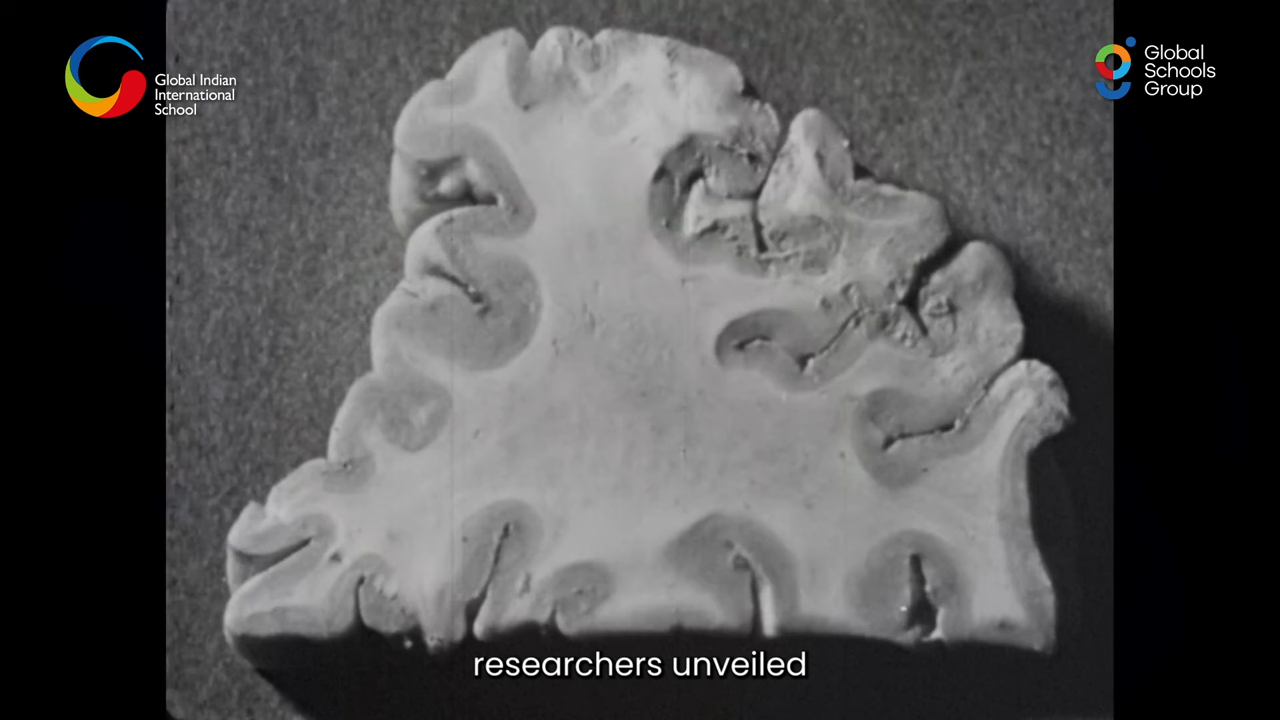 Global Indian
International
School
Global
Schools
Group
researchers unveiled